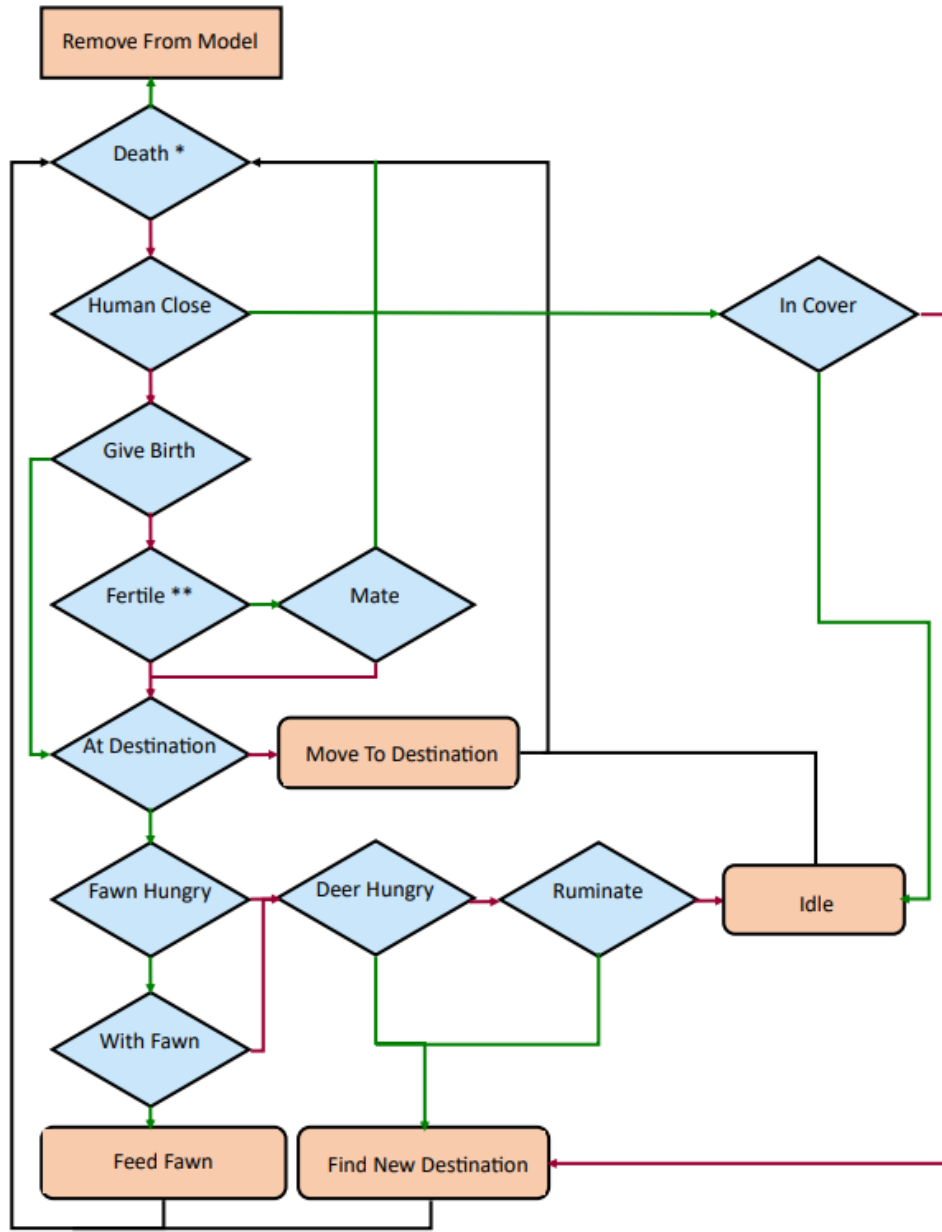 Remove From Model
Death *
Human Close
In Cover
Give Birth
Fertile **
Mate
At Destination
Move To Destination
Fawn Hungry
Deer Hungry
Ruminate
Idle
With Fawn
Feed Fawn
Find New Destination